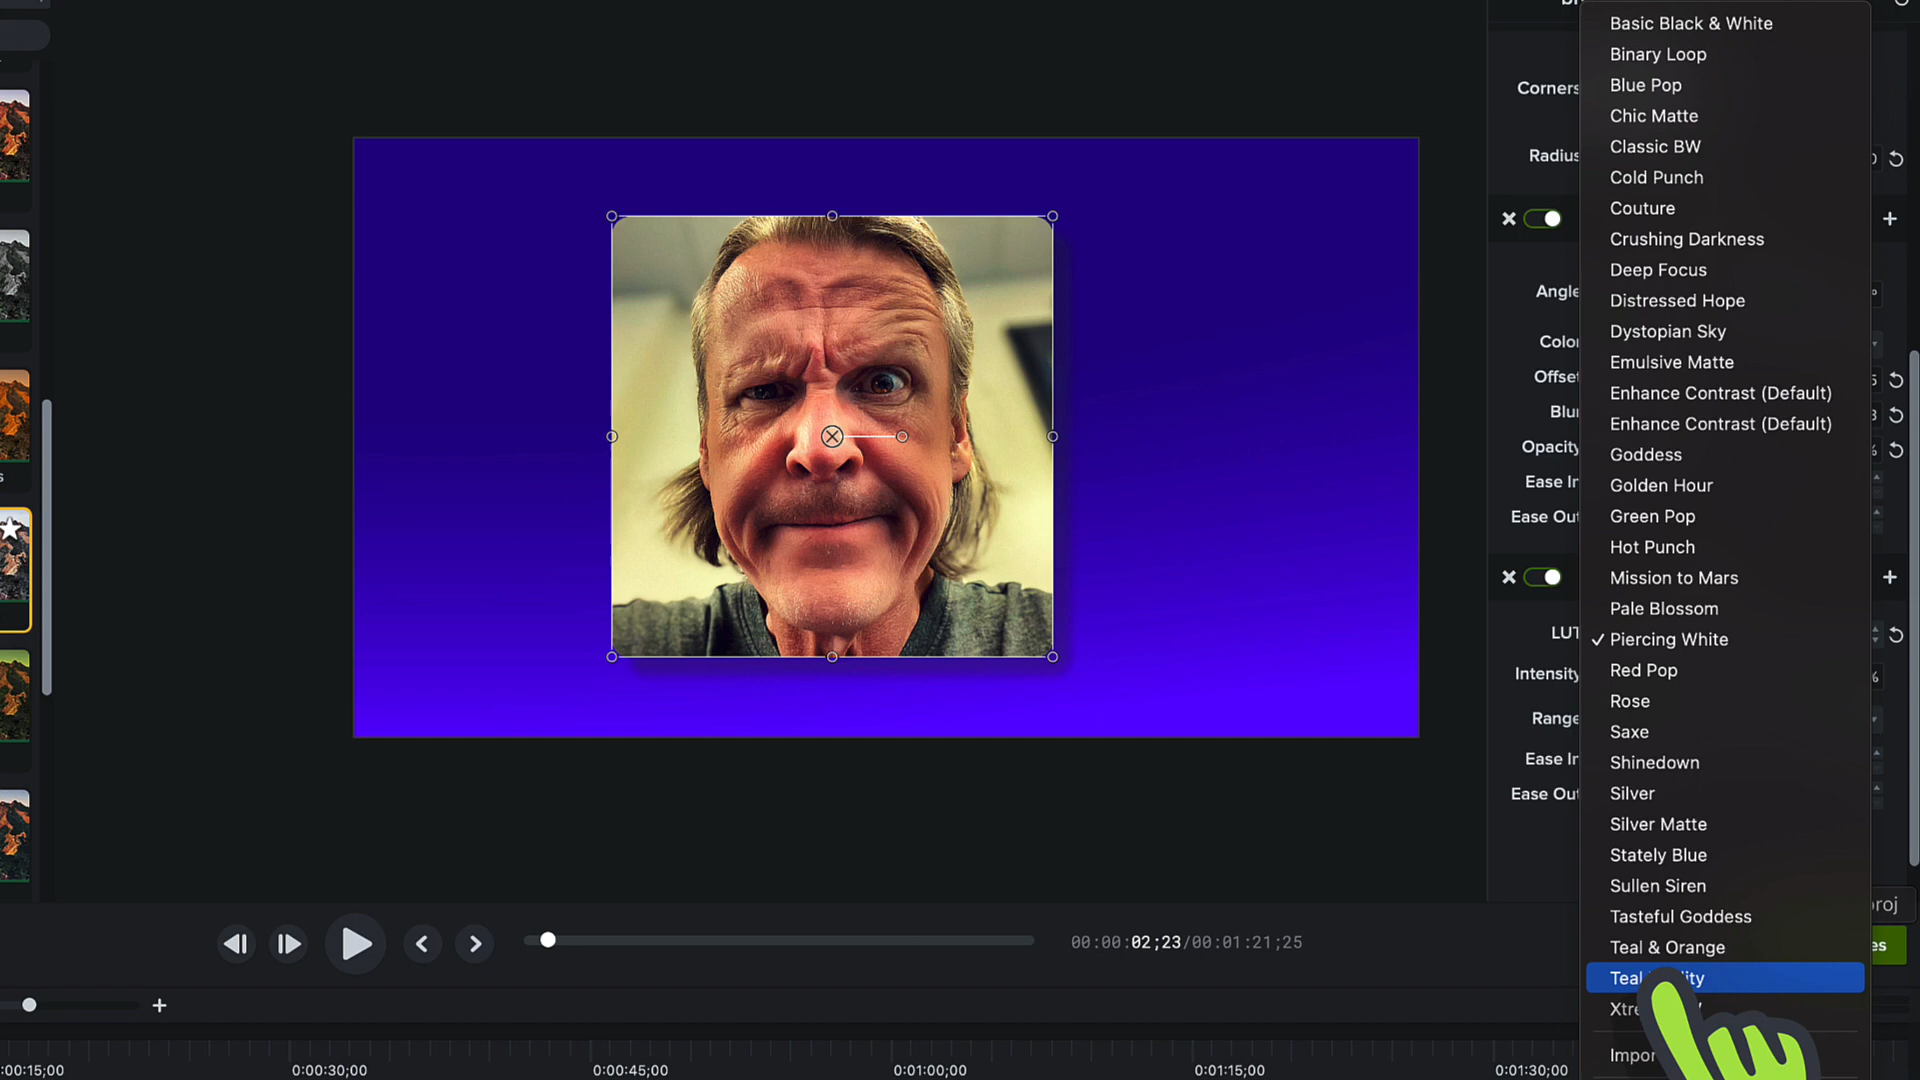 Basic Black & White
Binary Loop
Blue Pop
Corners
Chic Matte
Classic BW
Radius
Cold Punch
Couture
Crushing Darkness
Deep Focus
Angle
Distressed Hope
Dystopian Sky
Color
Emulsive Matte
Offset
Enhance Contrast (Default)
Blur
Enhance Contrast (Default)
Opacity
Goddess
Ease In
Golden Hour
Ease Out
Green Pop
Hot Punch
Mission to Mars
Pale Blossom
LUT
✓ Piercing White
Intensity
Red Pop
Rose
Range
Saxe
Ease In
Shinedown
Ease Out
Silver
Silver Matte
Stately Blue
Sullen Siren
Tasteful Goddess
roj
Teal & Orange
es
00:00:02;23/00:01:21;25
Teal
:00:15;00
0:00:30;00
0:00:45;00
0:01:00;00
0:01:15;00
0:01:30;00